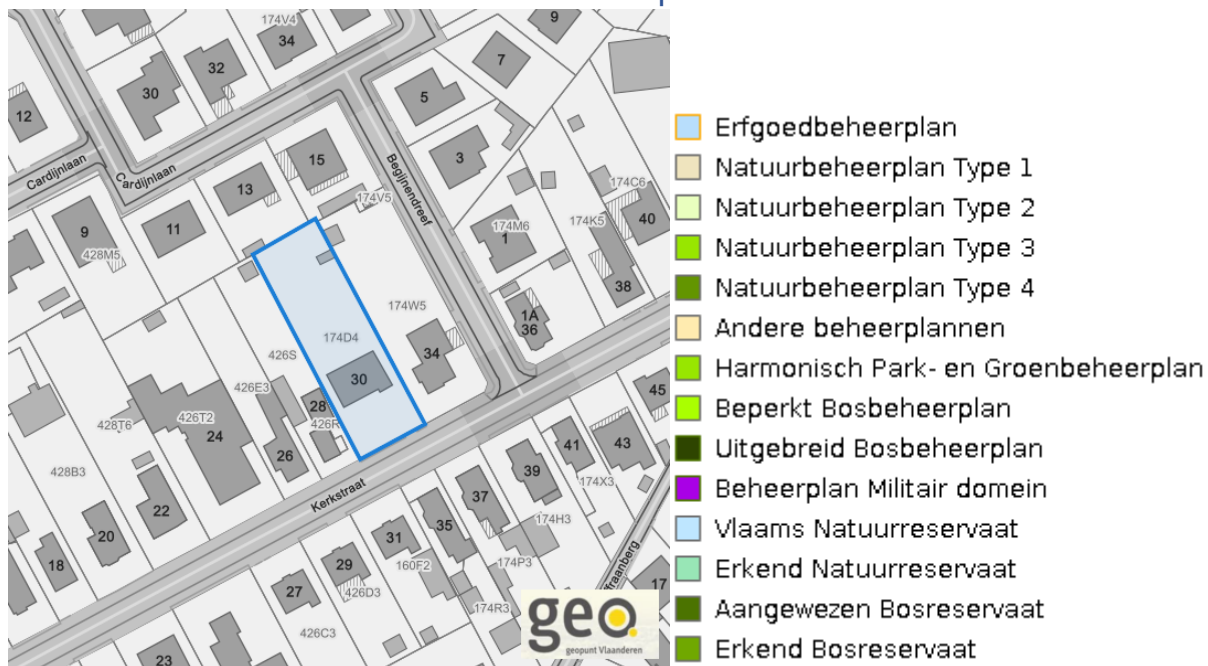 174V4
9
34
32
7
30
5
12
15
3
Cardijnlaan
Cardijnlaan
13
Begijnendreef
174C6
174V5
9
11
174M6
1
174K5
40
428M5
38
174W5
1A
36
174D4
34
426S
30
45
426E3
28
426R
428T6
426T2
24
41
43
26
428B3
39
174X3
Kerkstraat
37
22
20
35
174H3
31
18
160F2
29
174P3
fraanberg
17
27
426D3
174R3
426C3
23
geo
geopunt Vlaanderen
Erfgoedbeheerplan
Natuurbeheerplan Type 1
Natuurbeheerplan Type 2
Natuurbeheerplan Type 3
Natuurbeheerplan Type 4
Andere beheerplannen
Harmonisch Park- en Groenbeheerplan
Beperkt Bosbeheerplan
Uitgebreid Bosbeheerplan
Beheerplan Militair domein
Vlaams Natuurreservaat
Erkend Natuurreservaat
Aangewezen Bosreservaat
Erkend Bosreservaat